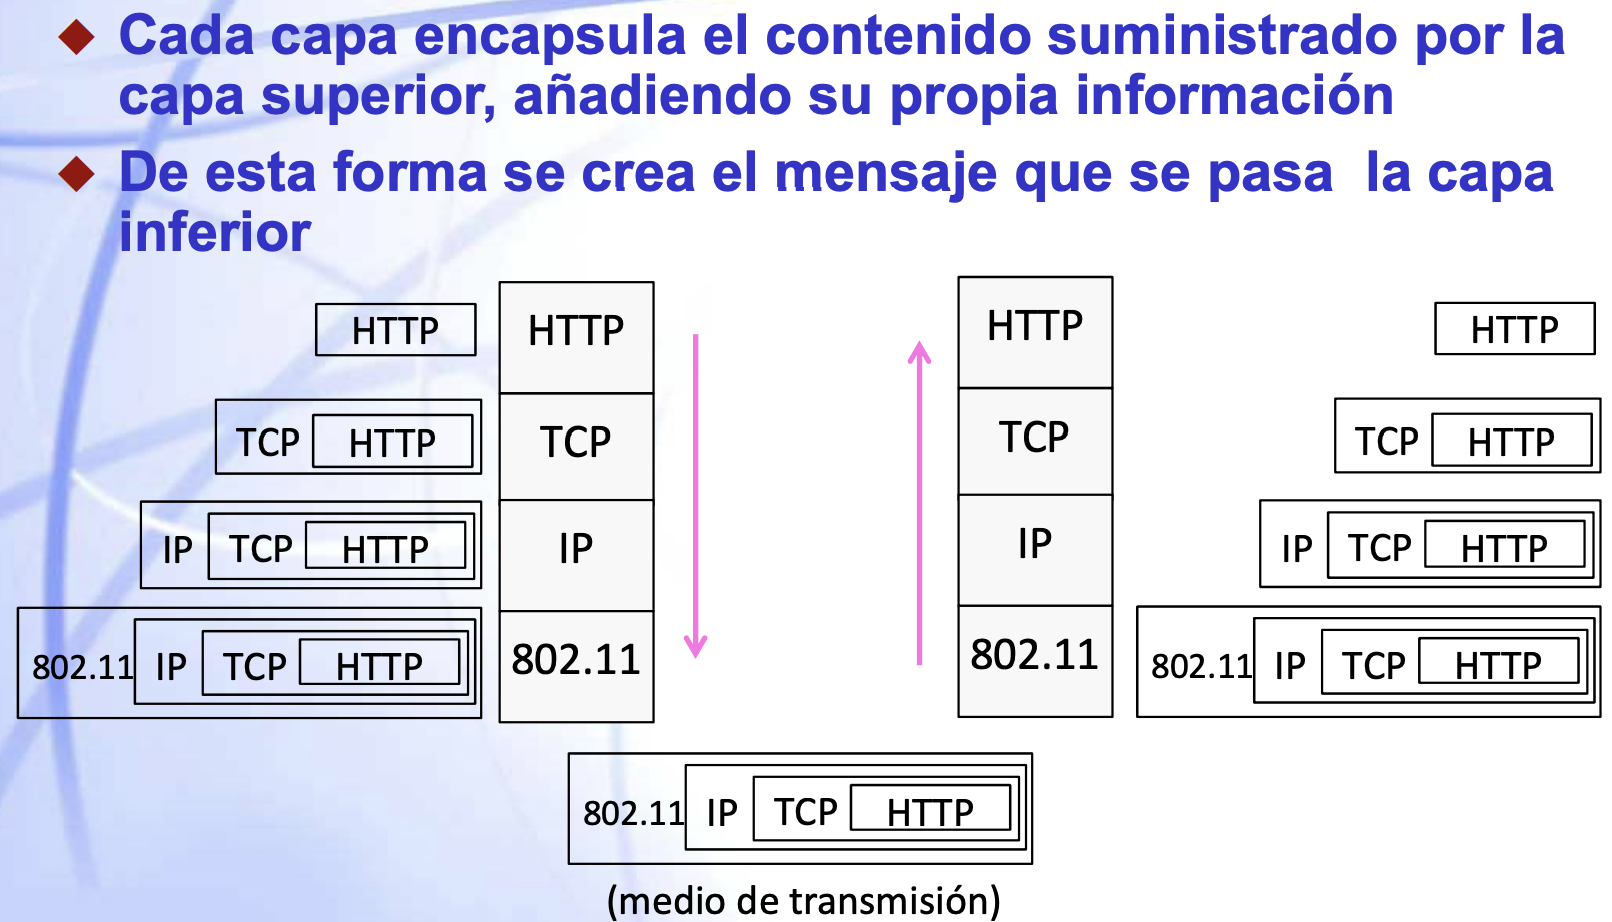 Cada capa encapsula el contenido suministrado por la
capa superior, añadiendo su propia información
De esta forma se crea el mensaje que se pasa  la capa
inferior
HTTP
TCP HTTP
IP TCP HTTP
802.11 IP TCP HTTP
HTTP
TCP
IP
802.11
HTTP
TCP
IP
802.11
HTTP
TCP HTTP
IP TCP HTTP
802.11 IP TCP HTTP
802.11 IP TCP HTTP
(medio de transmisión)